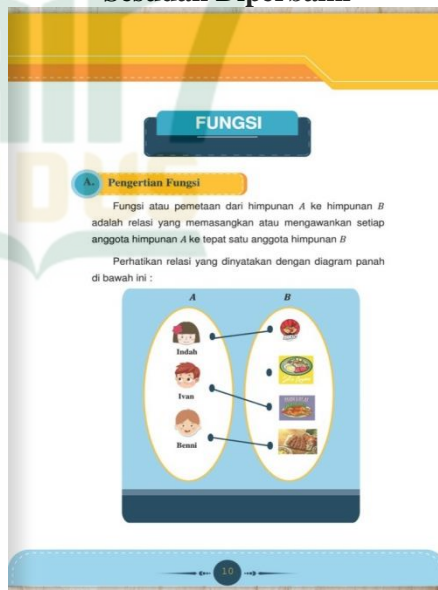 Sesudah Diperbaiki
FUNGSI
A. Pengertian Fungsi
Fungsi atau pemetaan dari himpunan A ke himpunan B
adalah relasi yang memasangkan atau mengawankan setiap
anggota himpunan A ke tepat satu anggota himpunan B
Perhatikan relasi yang dinyatakan dengan diagram panah
di bawah ini :
A B
Indah
Ivan
Benni
10